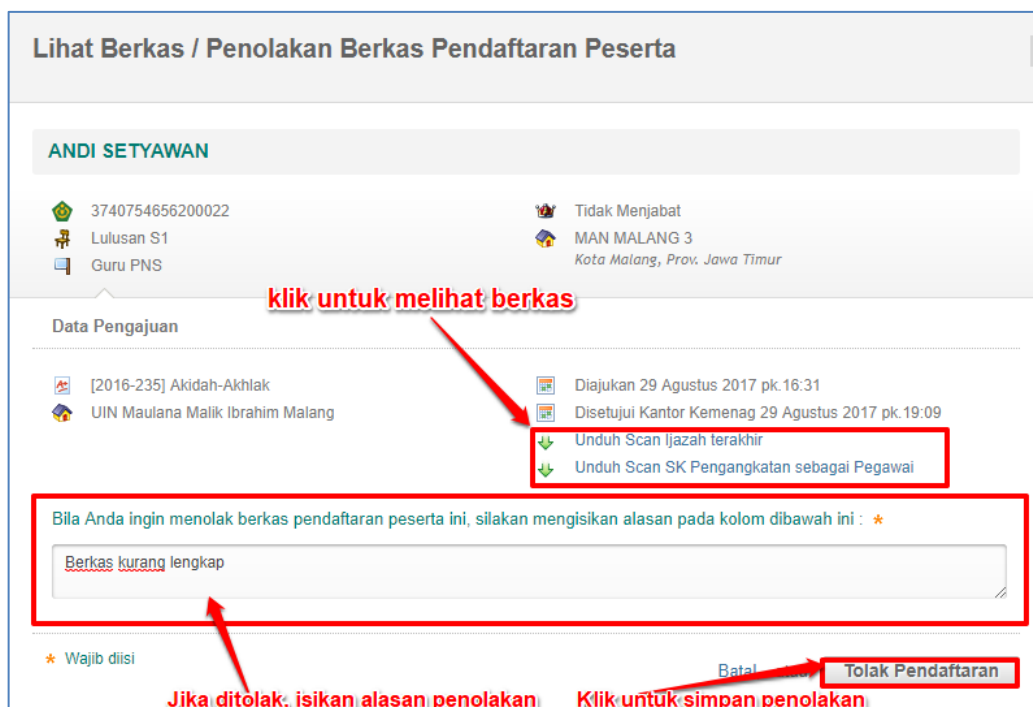 Lihat Berkas / Penolakan Berkas Pendaftaran Peserta
ANDI SETYAWAN
3740754656200022
Lulusan S1
Guru PNS
Tidak Menjabat
MAN MALANG 3
Kota Malang, Prov. Jawa Timur
klik untuk melihat berkas
Data Pengajuan
[2016-235] Akidah-Akhlak
UIN Maulana Malik Ibrahim Malang
Diajukan 29 Agustus 2017 pk.16:31
Disetujui Kantor Kemenag 29 Agustus 2017 pk.19:09
Unduh Scan Ijazah terakhir
Unduh Scan SK Pengangkatan sebagai Pegawai
Bila Anda ingin menolak berkas pendaftaran peserta ini, silakan mengisikan alasan pada kolom dibawah ini : *
Berkas kurang lengkap
* Wajib diisi
Batal
Tolak Pendaftaran
Jika ditolak, isikan alasan penolakan
Klik untuk simpan penolakan